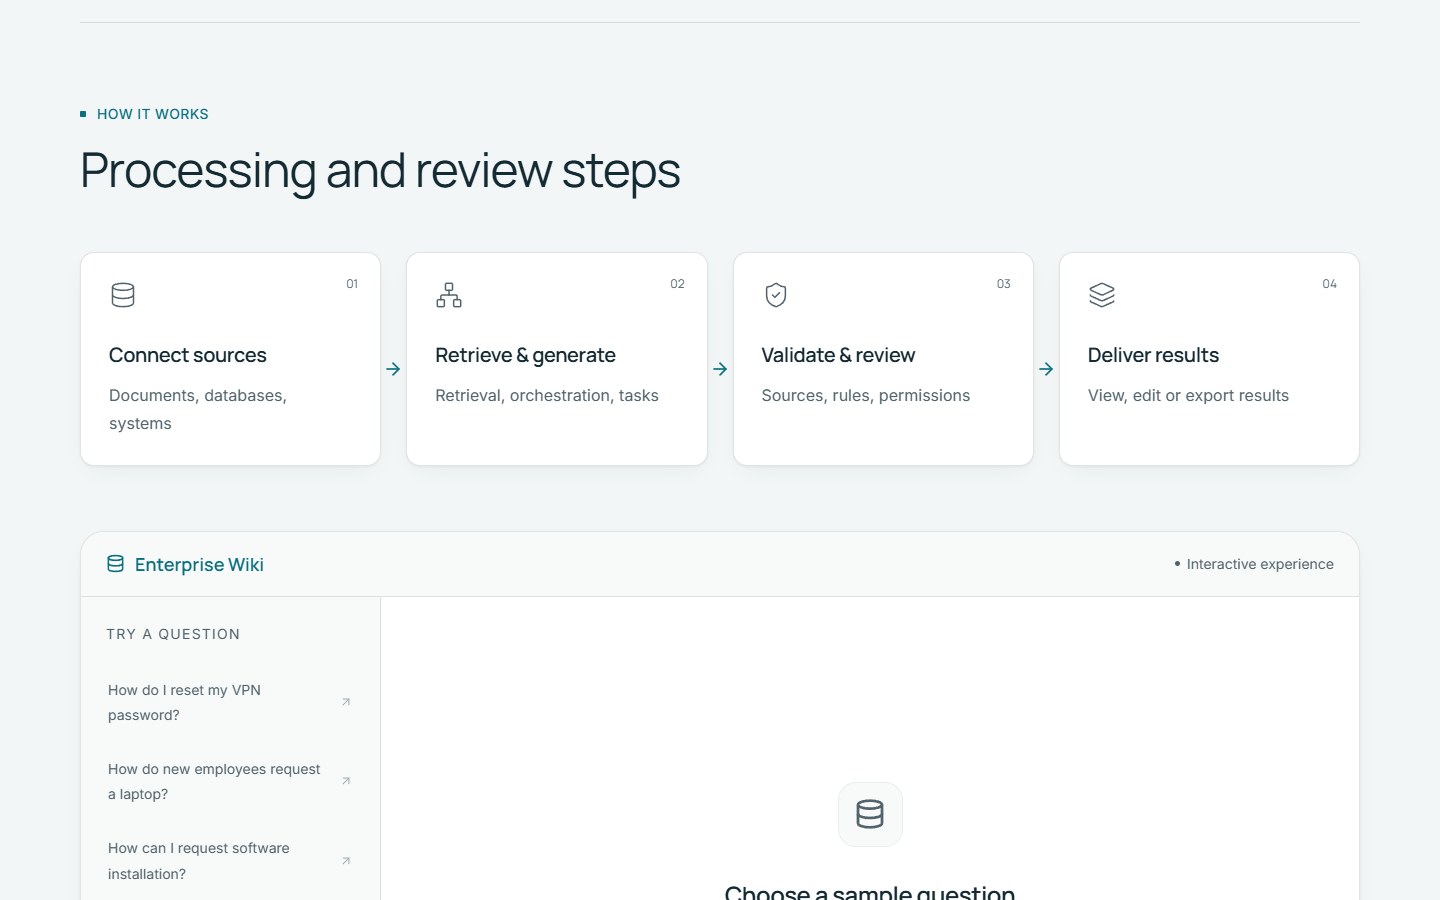 HOW IT WORKS
Processing and review steps
01
Connect sources
Documents, databases,
systems
02
Retrieve & generate
Retrieval, orchestration, tasks
03
Validate & review
Sources, rules, permissions
04
Deliver results
View, edit or export results
Enterprise Wiki
Interactive experience
TRY A QUESTION
How do I reset my VPN
password?
How do new employees request
a laptop?
How can I request software
installation?
Choose a sample question